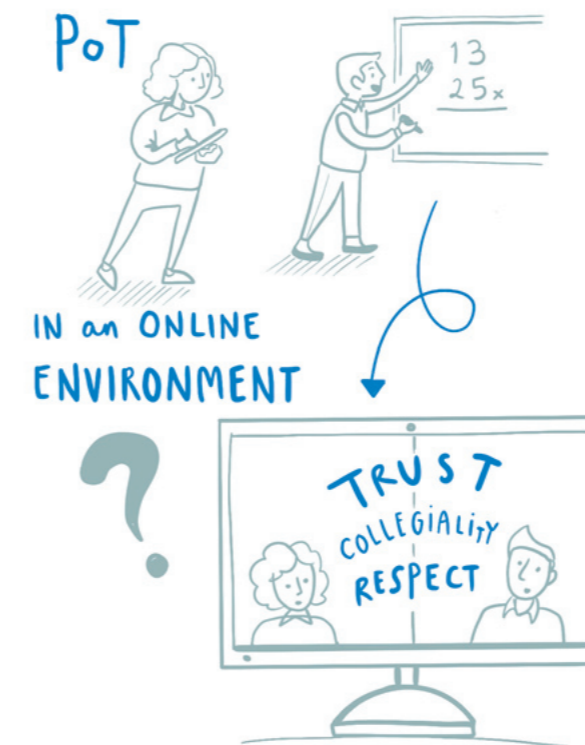 PoT
13
25x
IN an ONLINE
ENVIRONMENT
?
TRUST
COLLEGiALiTY
RESPECT